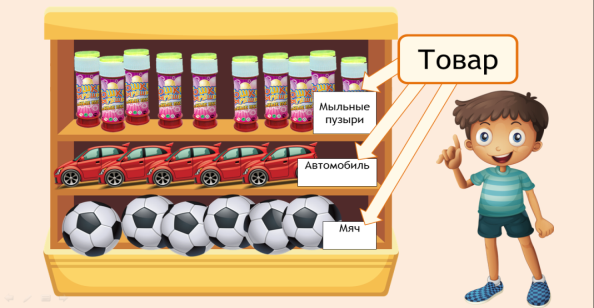 Товар
Мыльные
пузыри
Автомобиль
Мяч